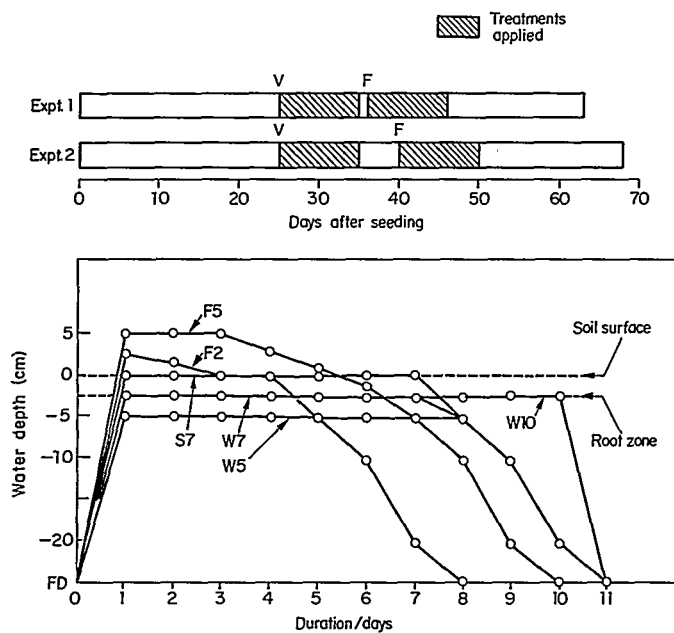 Treatments
applied
V F
Expt.1
V F
Expt.2
0 10 20 30 40 50 60 70
Days after seeding
F5
5
Soil surface
F2
0
W10
-5
S7 W7
W5
Root zone
Water depth (cm)
-20
FD
0 1 2 3 4 5 6 7 8 9 10 11
Duration/days